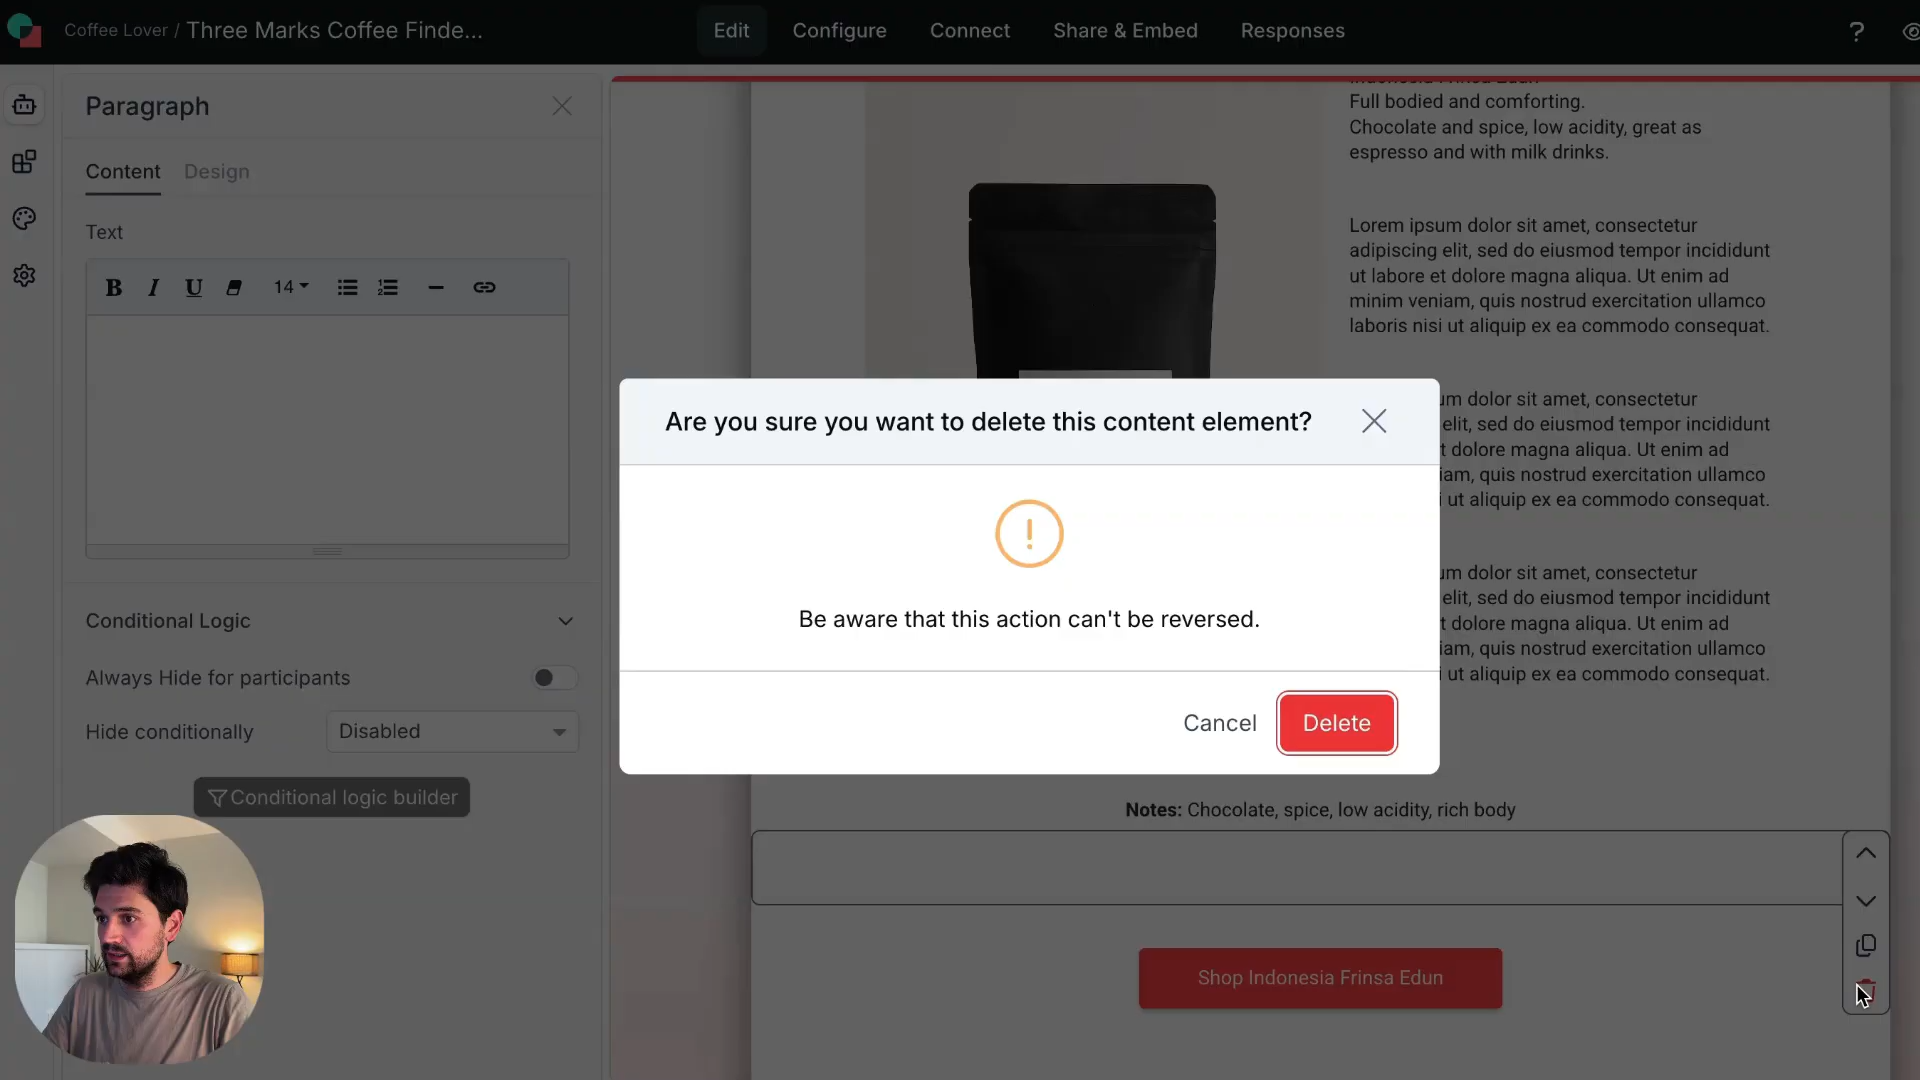 Coffee Lover / Three Marks Coffee Finde...
Edit
Configure
Connect
Share & Embed
Responses
?
Paragraph
Content
Design
Text
B I U
14
Conditional Logic
Always Hide for participants
Hide conditionally
Disabled
Conditional logic builder
Indonesia Frinsa Edun
Full bodied and comforting.
Chocolate and spice, low acidity, great as
espresso and with milk drinks.
Lorem ipsum dolor sit amet, consectetur
adipiscing elit, sed do eiusmod tempor incididunt
ut labore et dolore magna aliqua. Ut enim ad
minim veniam, quis nostrud exercitation ullamco
laboris nisi ut aliquip ex ea commodo consequat.
dolor sit amet, consectetur
elit, sed do eiusmod tempor incididunt
dolore magna aliqua. Ut enim ad
quis nostrud exercitation ullamco
ut aliquip ex ea commodo consequat.
dolor sit amet, consectetur
elit, sed do eiusmod tempor incididunt
dolore magna aliqua. Ut enim ad
quis nostrud exercitation ullamco
ut aliquip ex ea commodo consequat.
Are you sure you want to delete this content element?
Be aware that this action can't be reversed.
Cancel
Delete
Notes: Chocolate, spice, low acidity, rich body
Shop Indonesia Frinsa Edun